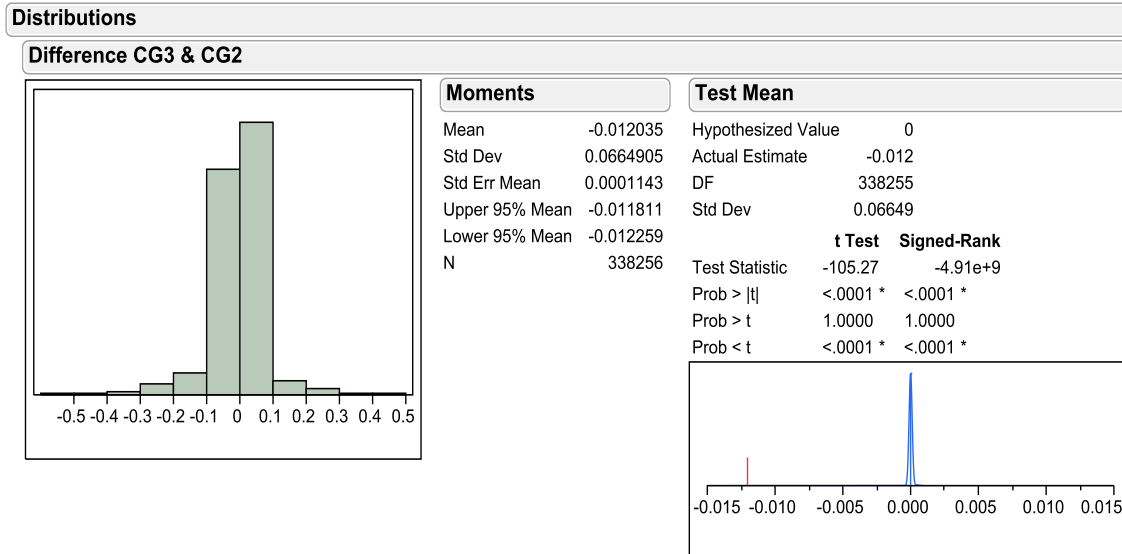 Distributions
Difference CG3 & CG2
-0.5 -0.4 -0.3 -0.2 -0.1 0 0.1 0.2 0.3 0.4 0.5
Moments
Mean -0.012035
Std Dev 0.0664905
Std Err Mean 0.0001143
Upper 95% Mean -0.011811
Lower 95% Mean -0.012259
N 338256
Test Mean
Hypothesized Value 0
Actual Estimate -0.012
DF 338255
Std Dev 0.06649
t Test Signed-Rank
Test Statistic -105.27 -4.91e+9
Prob > |t| <.0001 * <.0001 *
Prob > t 1.0000 1.0000
Prob < t <.0001 * <.0001 *
-0.015 -0.010 -0.005 0.000 0.005 0.010 0.015